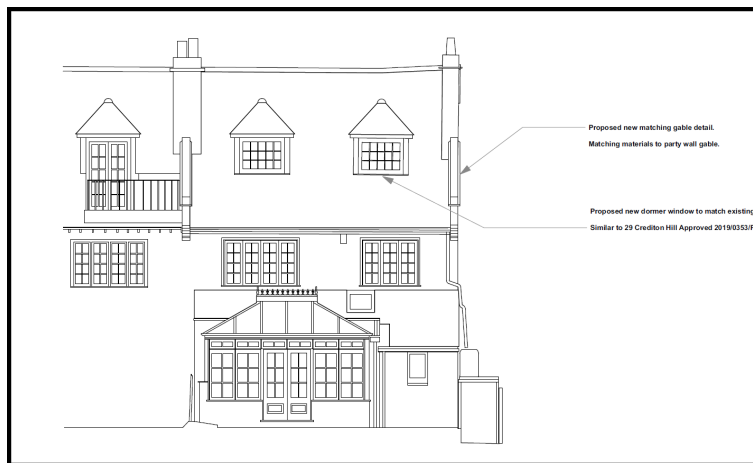 Proposed new matching gable detail.
Matching materials to party wall gable.
Proposed new dormer window to match existing
Similar to 29 Crediton Hill Approved 2019/0353/